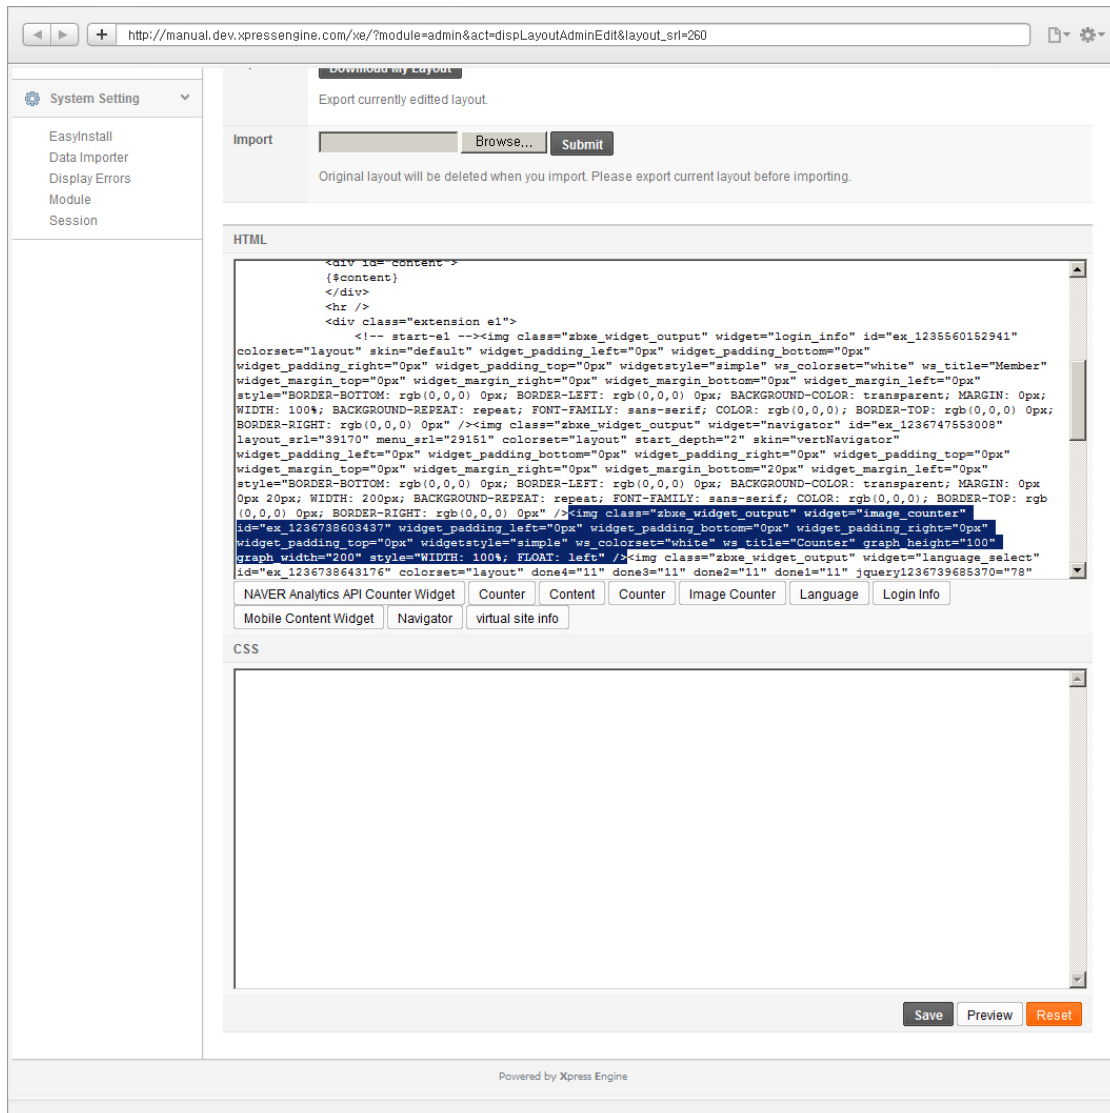 http://manual.dev.xpressengine.com/xe/?module=admin&act=dispLayoutAdminEdit&layout_srl=260
System Setting
EasyInstall
Data Importer
Display Errors
Module
Session
Download My Layout
Export currently editted layout.
Import
Browse...
Submit
Original layout will be deleted when you import. Please export current layout before importing.
HTML
<div id="content">
{$content}
</div>
<hr />
<div class="extension e1">
<!-- start-e1 --><img class="zbxe_widget_output" widget="login_info" id="ex_1235560152941"
colorset="layout" skin="default" widget_padding_left="0px" widget_padding_bottom="0px"
widget_padding_right="0px" widget_padding_top="0px" widgetstyle="simple" ws_colorset="white" ws_title="Member"
widget_margin_top="0px" widget_margin_right="0px" widget_margin_bottom="0px" widget_margin_left="0px"
style="BORDER-BOTTOM: rgb(0,0,0) 0px; BORDER-LEFT: rgb(0,0,0) 0px; BACKGROUND-COLOR: transparent; MARGIN: 0px;
WIDTH: 100%; BACKGROUND-REPEAT: repeat; FONT-FAMILY: sans-serif; COLOR: rgb(0,0,0); BORDER-TOP: rgb(0,0,0) 0px;
BORDER-RIGHT: rgb(0,0,0) 0px" /><img class="zbxe_widget_output" widget="navigator" id="ex_1236747553008"
layout_srl="39170" menu_srl="29151" colorset="layout" start_depth="2" skin="vertNavigator"
widget_padding_left="0px" widget_padding_bottom="0px" widget_padding_right="0px" widget_padding_top="0px"
widget_margin_top="0px" widget_margin_right="0px" widget_margin_bottom="20px" widget_margin_left="0px"
style="BORDER-BOTTOM: rgb(0,0,0) 0px; BORDER-LEFT: rgb(0,0,0) 0px; BACKGROUND-COLOR: transparent; MARGIN: 0px
0px 20px; WIDTH: 200px; BACKGROUND-REPEAT: repeat; FONT-FAMILY: sans-serif; COLOR: rgb(0,0,0); BORDER-TOP: rgb
(0,0,0) 0px; BORDER-RIGHT: rgb(0,0,0) 0px" /><img class="zbxe_widget_output" widget="image_counter"
id="ex_1236738603437" widget_padding_left="0px" widget_padding_bottom="0px" widget_padding_right="0px"
widget_padding_top="0px" widgetstyle="simple" ws_colorset="white" ws_title="Counter" graph_height="100"
graph_width="200" style="WIDTH: 100%; FLOAT: left" /><img class="zbxe_widget_output" widget="language_select"
id="ex_1236738643176" colorset="layout" done4="11" done3="11" done2="11" done1="11" jquery1236739685370="78"
NAVER Analytics API Counter Widget
Counter
Content
Counter
Image Counter
Language
Login Info
Mobile Content Widget
Navigator
virtual site info
CSS
Save
Preview
Reset
Powered by Xpress Engine